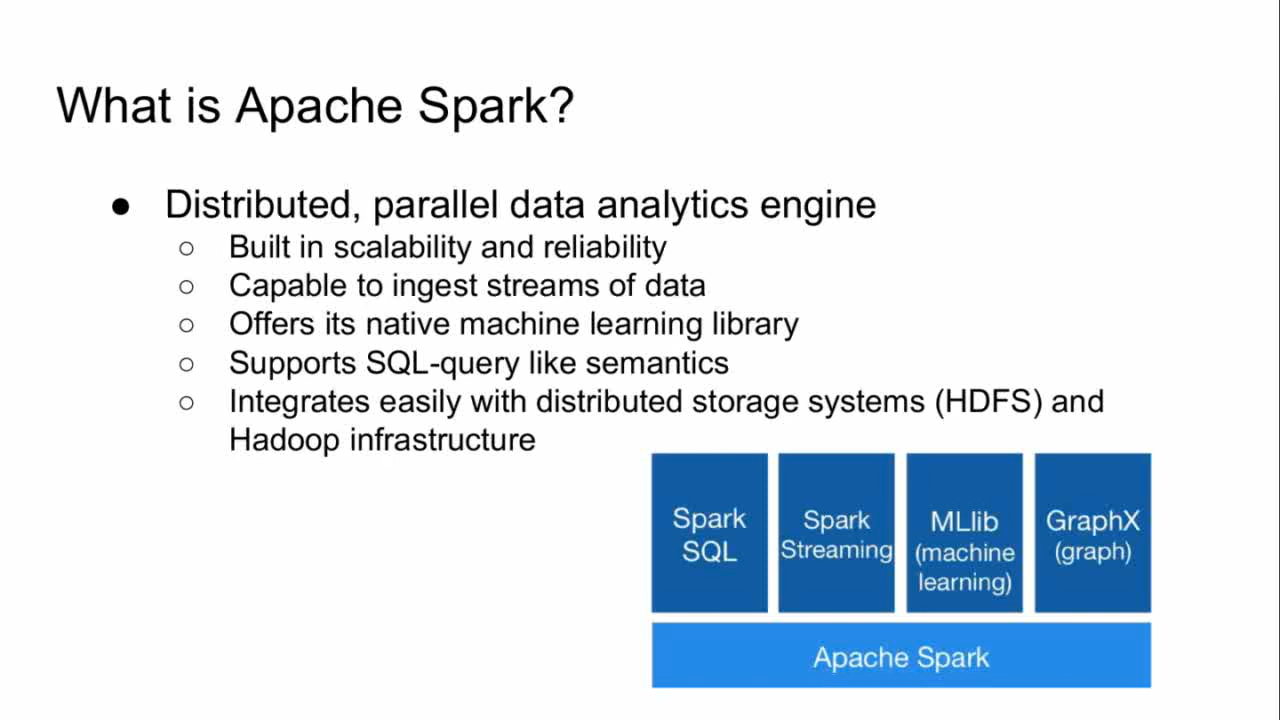 What is Apache Spark?
● Distributed, parallel data analytics engine
○ Built in scalability and reliability
○ Capable to ingest streams of data
○ Offers its native machine learning library
○ Supports SQL-query like semantics
○ Integrates easily with distributed storage systems (HDFS) and
Hadoop infrastructure
Spark
SQL
Spark
Streaming
MLlib
(machine
learning)
GraphX
(graph)
Apache Spark